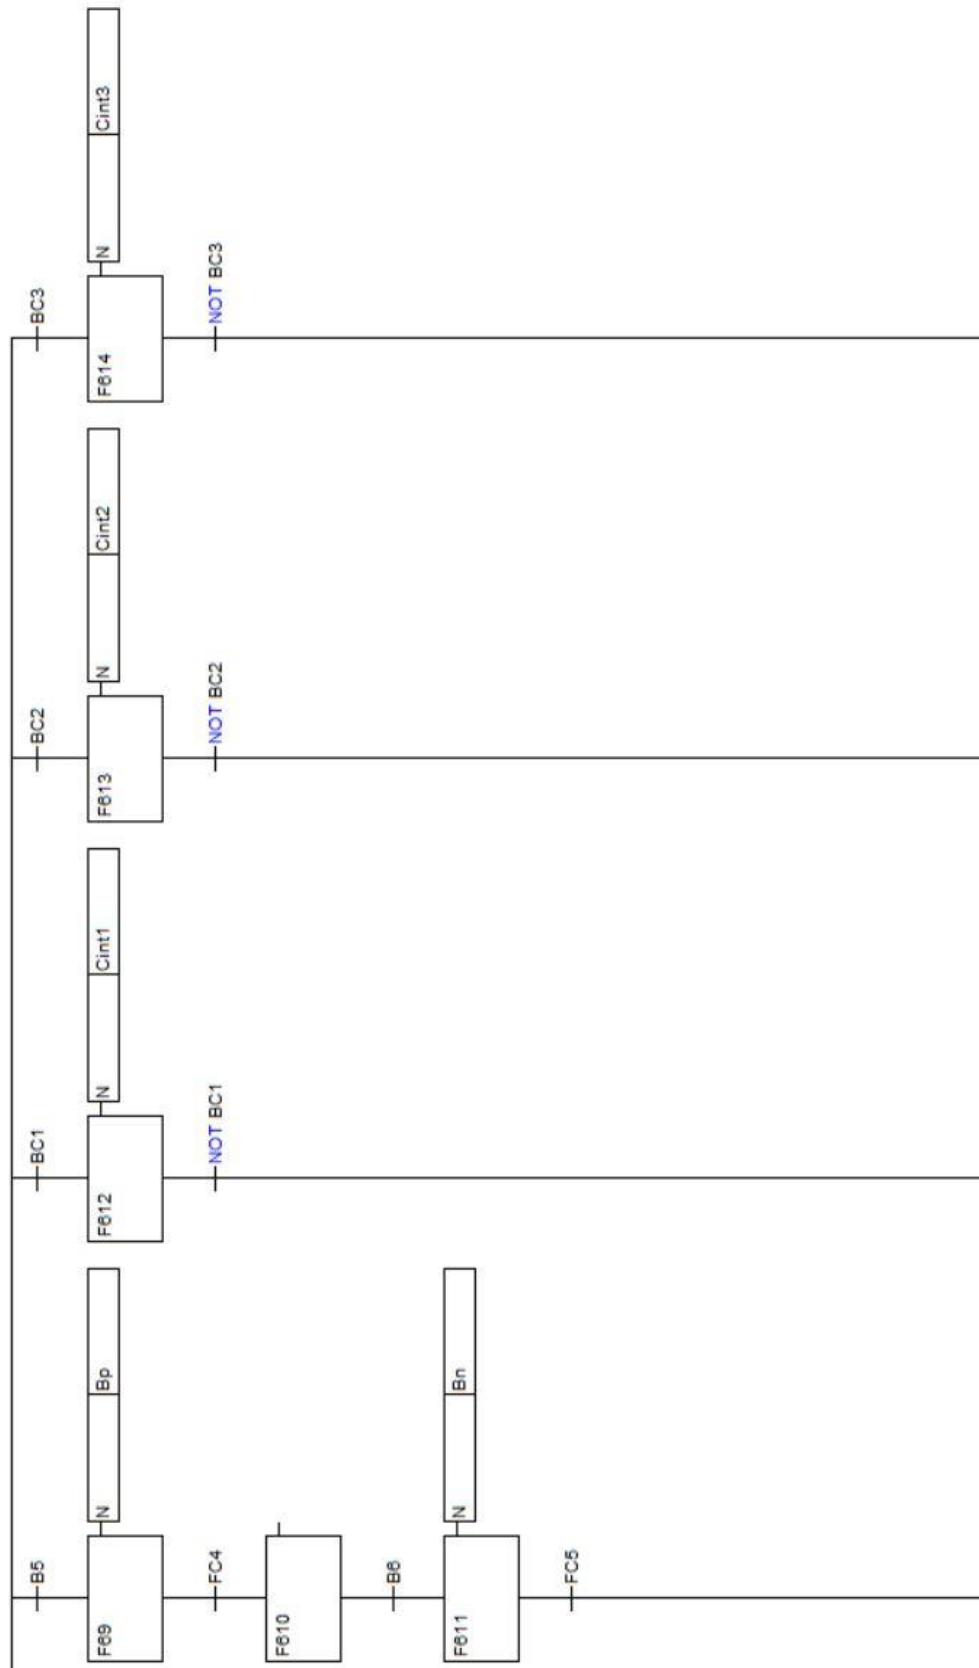 B5
F69
N
Bp
FC4
F610
B6
F611
N
Bn
FC5
BC1
F612
N
Cint1
NOT BC1
BC2
F613
N
Cint2
NOT BC2
BC3
F614
N
Cint3
NOT BC3